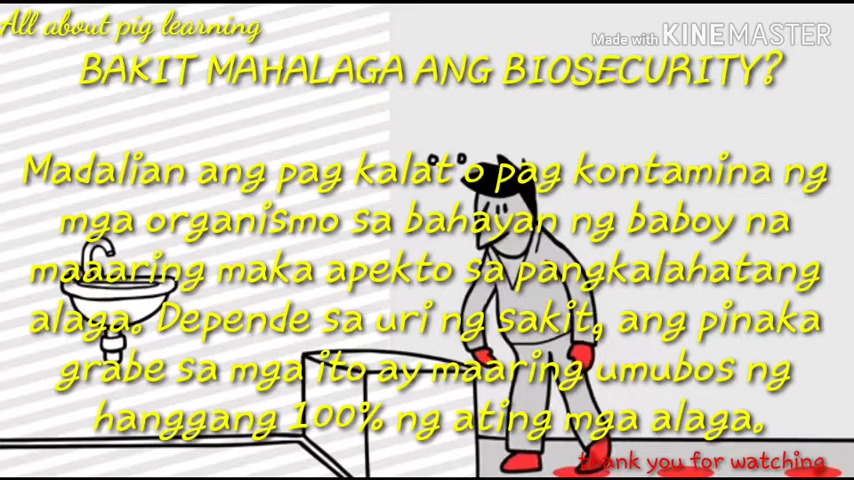 All about pig learning
Made with KINEMASTER
BAKIT MAHALAGA ANG BIOSECURITY?
Madalian ang pag kalat o pag kontamina ng
mga organismo sa bahayan ng baboy na
maaaring maka apekto sa pangkalahatang
alaga. Depende sa uri ng sakit, ang pinaka
grabe sa mga ito ay maaring umubos ng
hanggang 100% ng ating mga alaga.
thank you for watching